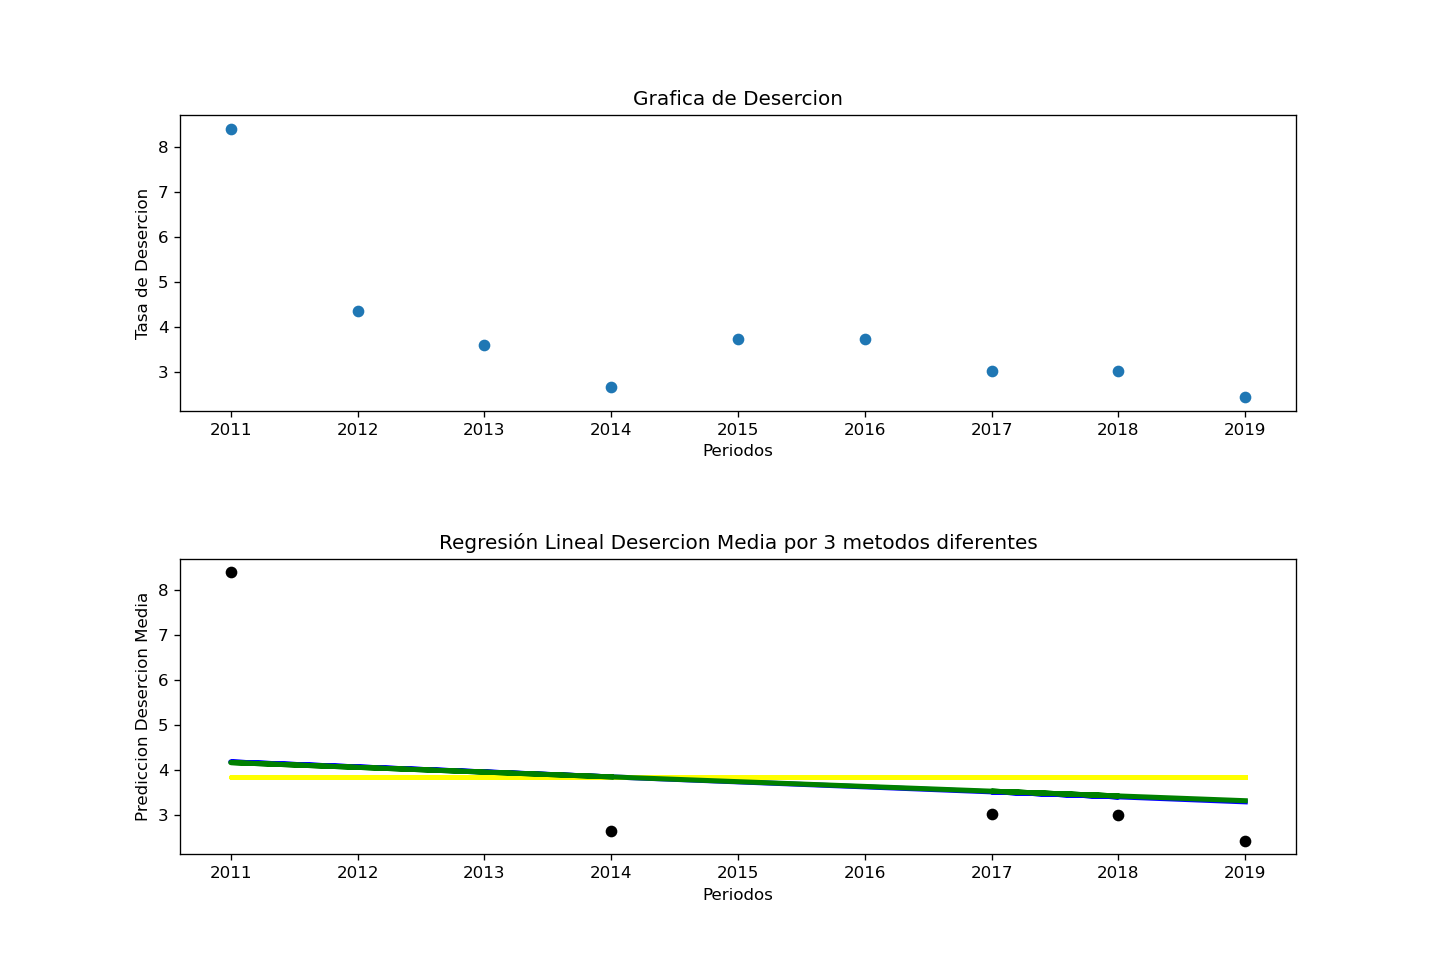 Grafica de Desercion
Tasa de Desercion
8
7
6
5
4
3
2011 2012 2013 2014 2015 2016 2017 2018 2019
Periodos
Regresión Lineal Desercion Media por 3 metodos diferentes
Prediccion Desercion Media
8
7
6
5
4
3
2011 2012 2013 2014 2015 2016 2017 2018 2019
Periodos